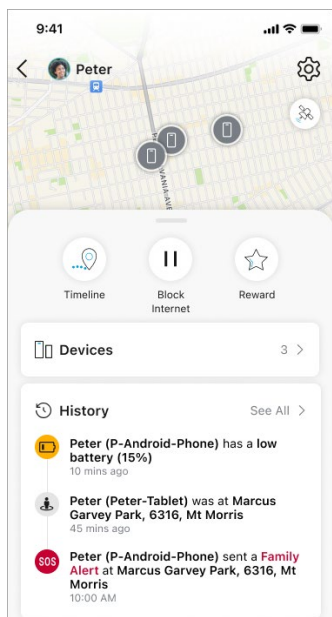 9:41
Peter
Timeline
Block
Internet
Reward
Devices
3
History
See All
Peter (P-Android-Phone) has a low
battery (15%)
10 mins ago
Peter (Peter-Tablet) was at Marcus
Garvey Park, 6316, Mt Morris
45 mins ago
SOS
Peter (P-Android-Phone) sent a Family
Alert at Marcus Garvey Park, 6316, Mt
Morris
10:00 AM